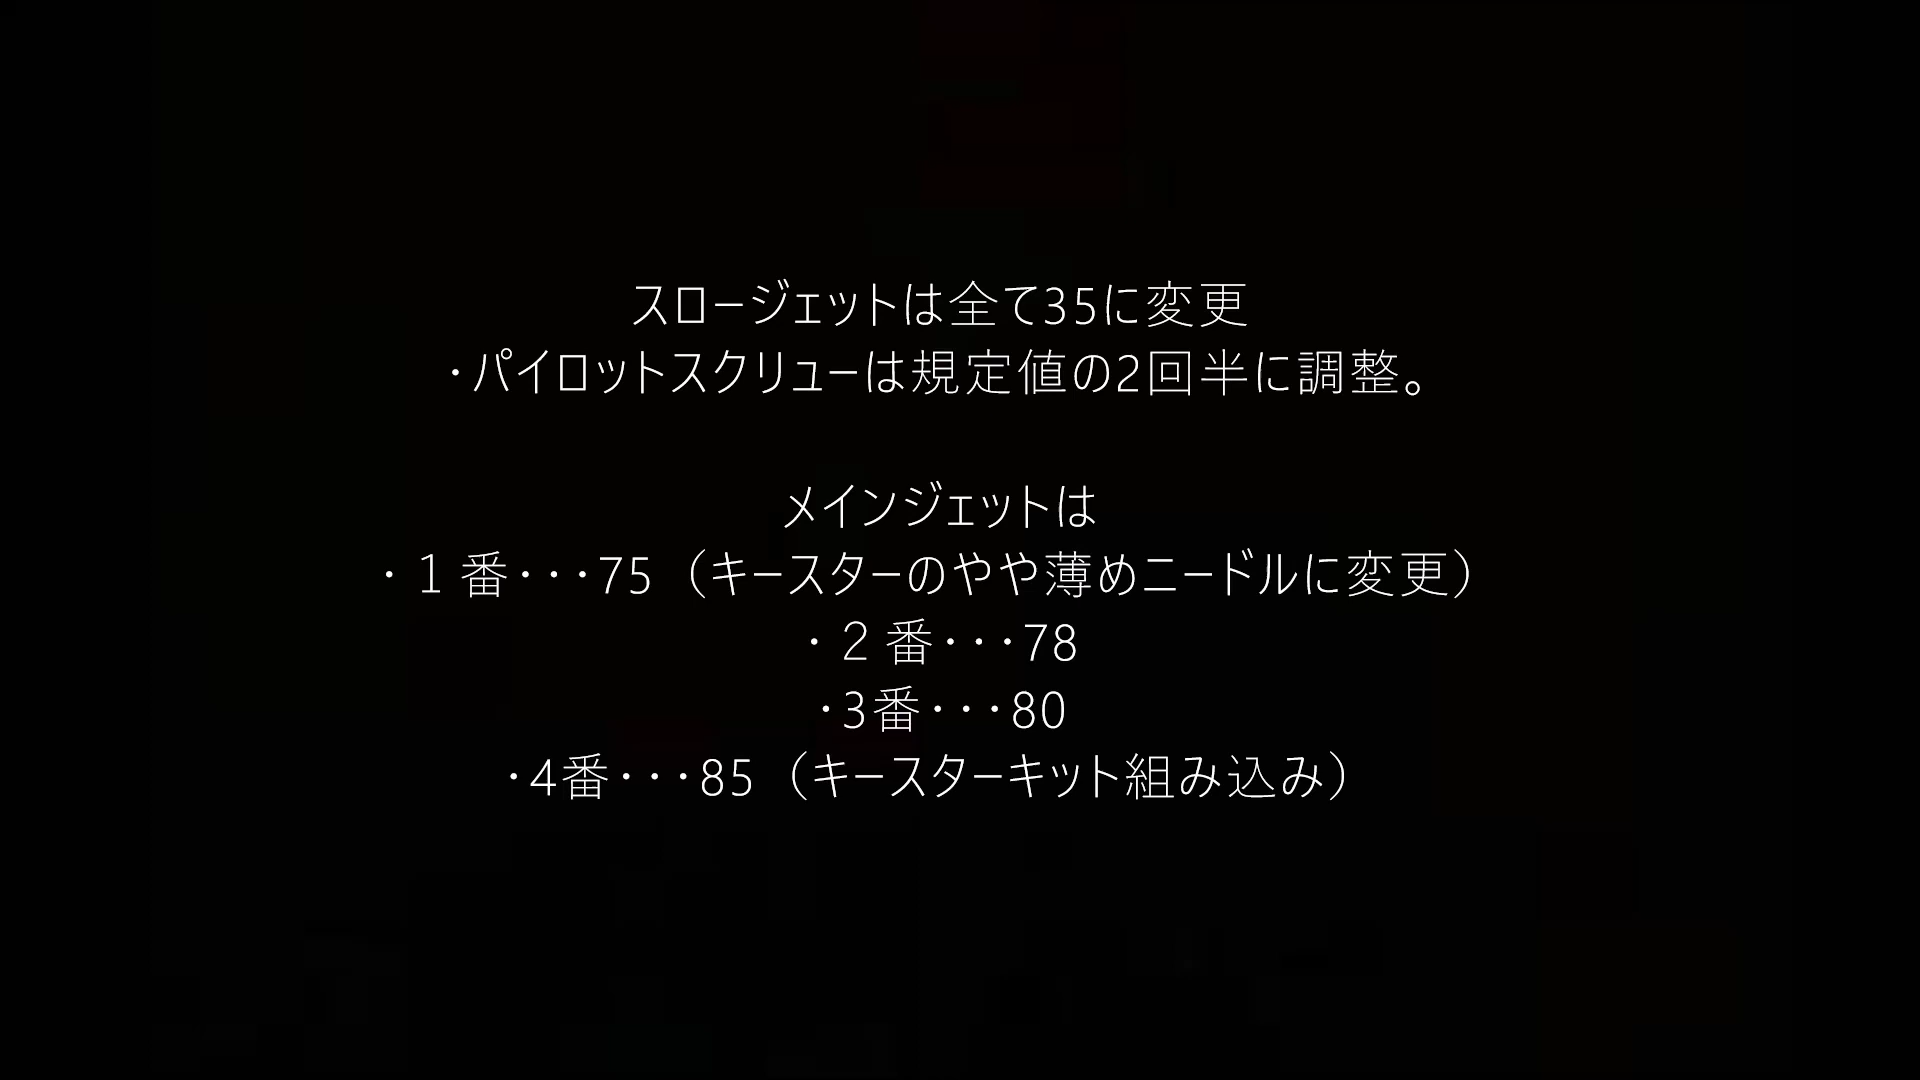 スロージェットは全て35に変更
・パイロットスクリューは規定値の2回半に調整。
メインジェットは
・１番・・・75（キースターのやや薄めニードルに変更）
・２番・・・78
・3番・・・80
・4番・・・85（キースターキット組み込み）